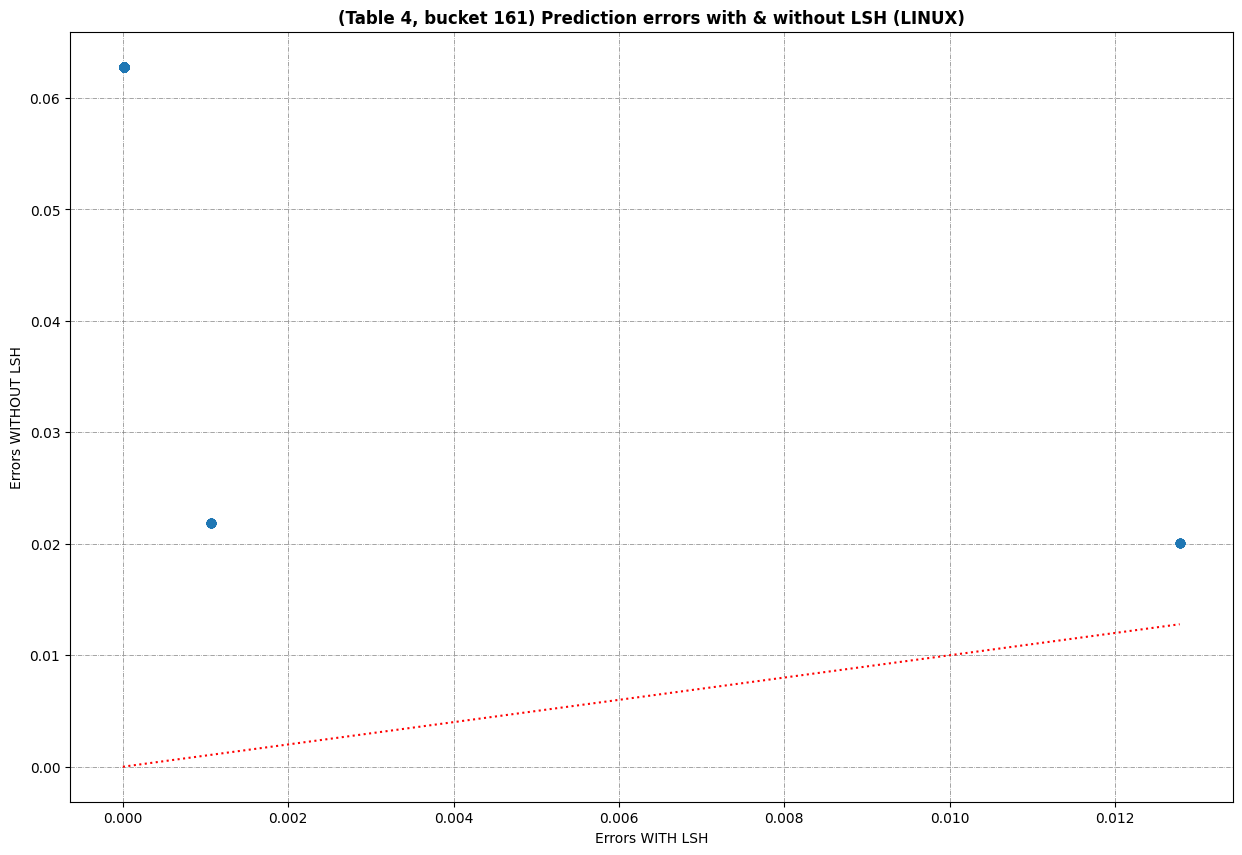 (Table 4, bucket 161) Prediction errors with & without LSH (LINUX)
0.06
0.05
0.04
0.03
0.02
0.01
0.00
Errors WITHOUT LSH
0.000 0.002 0.004 0.006 0.008 0.010 0.012
Errors WITH LSH